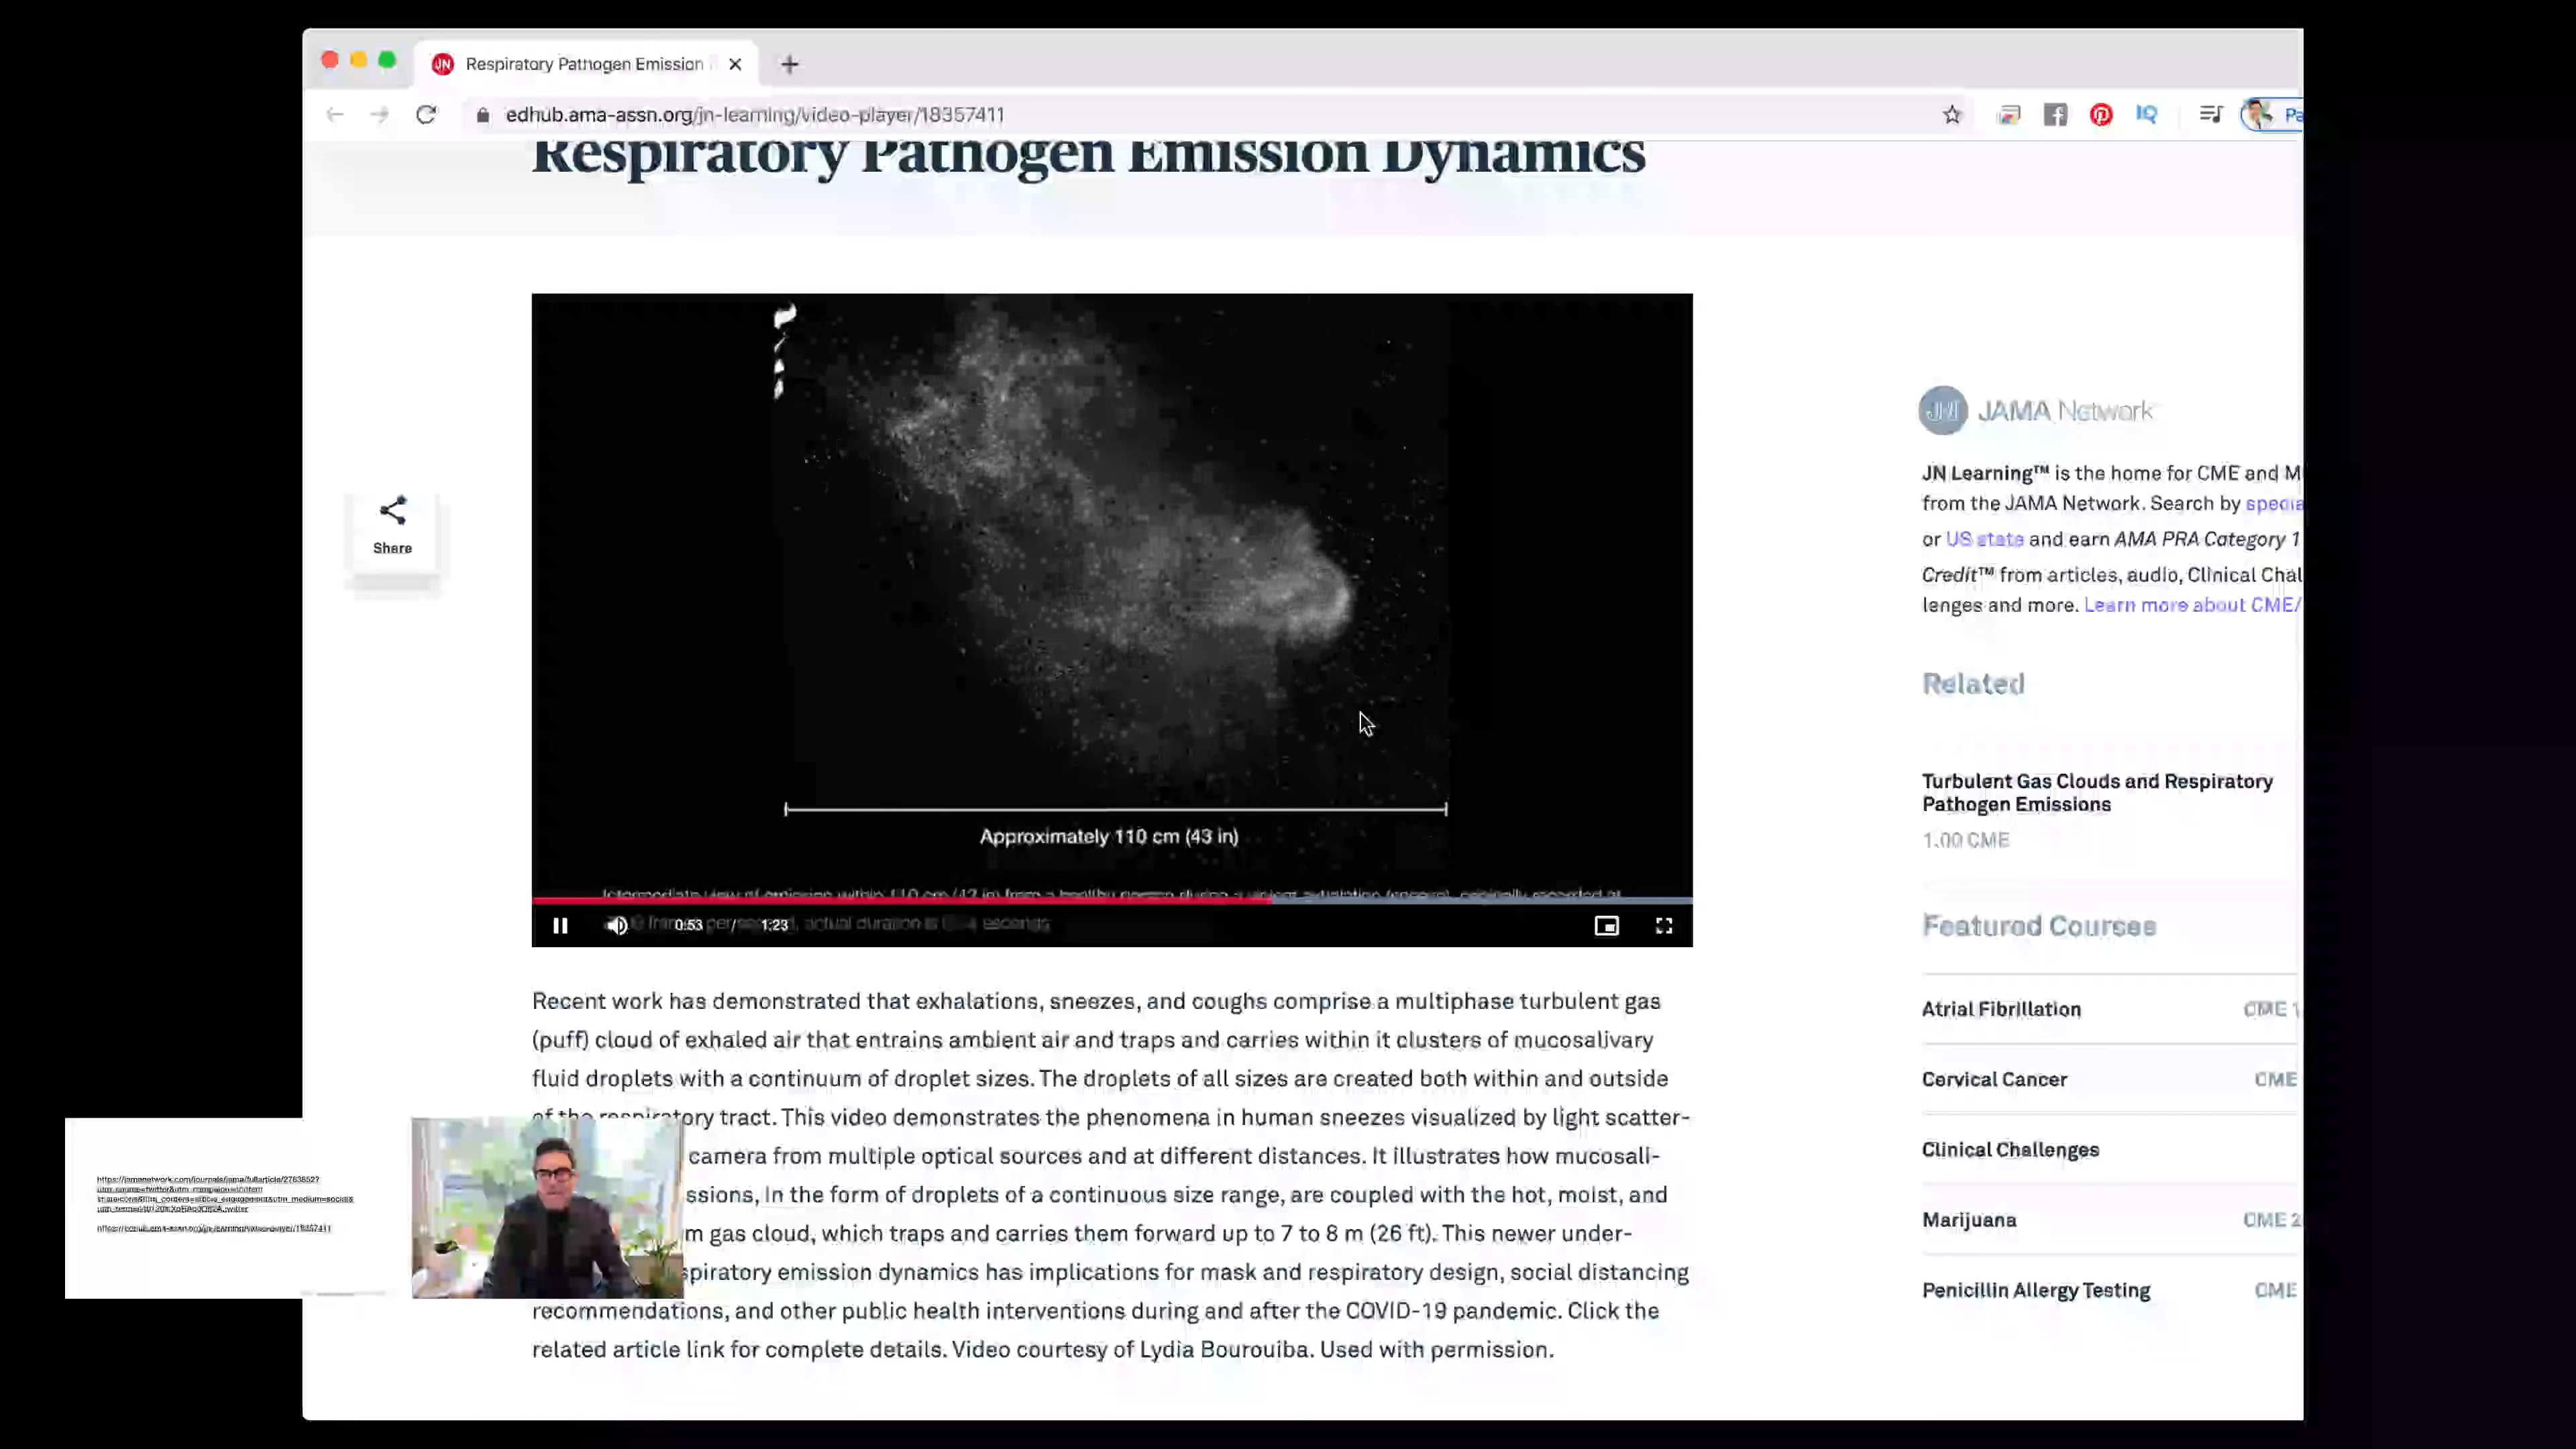 Respiratory Pathogen Emission
edhub.ama-assn.org/jn-learning/video-player/18357411
Respiratory Pathogen Emission Dynamics
Share
Approximately 110 cm (43 in)
0:53 / 1:23
Recent work has demonstrated that exhalations, sneezes, and coughs comprise a multiphase turbulent gas
(puff) cloud of exhaled air that entrains ambient air and traps and carries within it clusters of mucosalivary
fluid droplets with a continuum of droplet sizes. The droplets of all sizes are created both within and outside
of the respiratory tract. This video demonstrates the phenomena in human sneezes visualized by light scatter-
camera from multiple optical sources and at different distances. It illustrates how mucosali-
ssions, in the form of droplets of a continuous size range, are coupled with the hot, moist, and
m gas cloud, which traps and carries them forward up to 7 to 8 m (26 ft). This newer under-
spiratory emission dynamics has implications for mask and respiratory design, social distancing
recommendations, and other public health interventions during and after the COVID-19 pandemic. Click the
related article link for complete details. Video courtesy of Lydia Bourouiba. Used with permission.
JN JAMA Network
JN Learning™ is the home for CME and M
from the JAMA Network. Search by specia
or US state and earn AMA PRA Category 1
Credit™ from articles, audio, Clinical Chal
lenges and more. Learn more about CME/
Related
Turbulent Gas Clouds and Respiratory
Pathogen Emissions
1.00 CME
Featured Courses
Atrial Fibrillation CME 1
Cervical Cancer CME
Clinical Challenges
Marijuana CME 2
Penicillin Allergy Testing CME